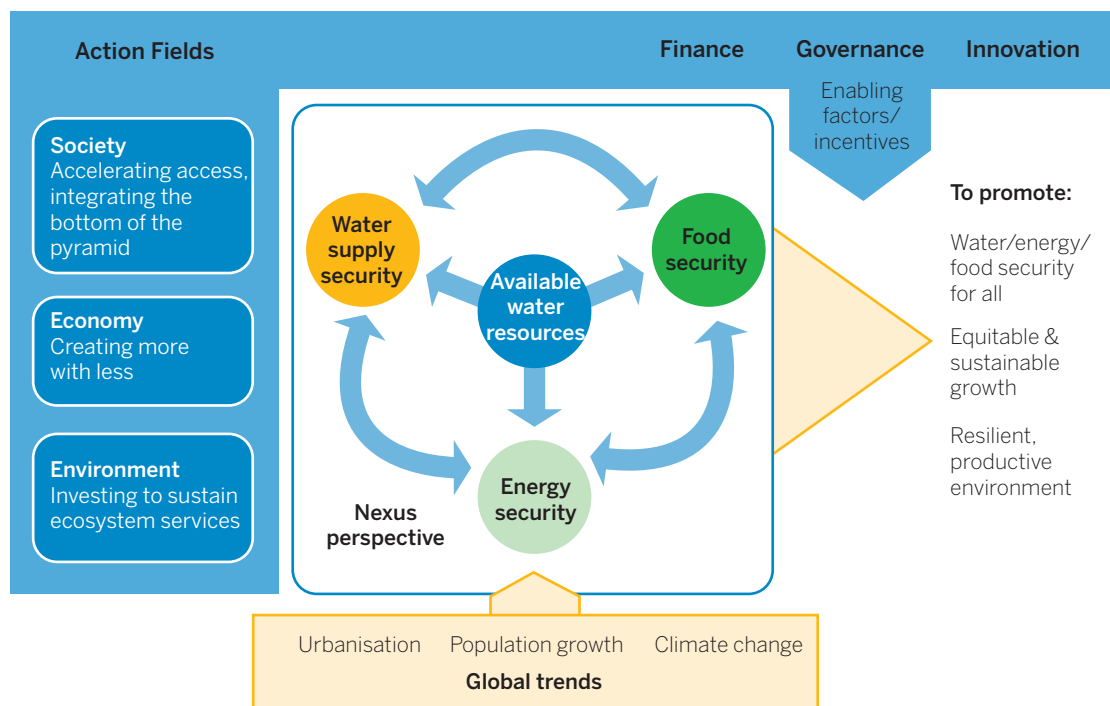 Action Fields
Finance
Governance
Innovation
Enabling
factors/
incentives
Society
Accelerating access,
integrating the
bottom of the
pyramid
Economy
Creating more
with less
Environment
Investing to sustain
ecosystem services
Water
supply
security
Food
security
Available
water
resources
Energy
security
Nexus
perspective
To promote:
Water/energy/
food security
for all
Equitable &
sustainable
growth
Resilient,
productive
environment
Urbanisation
Population growth
Climate change
Global trends